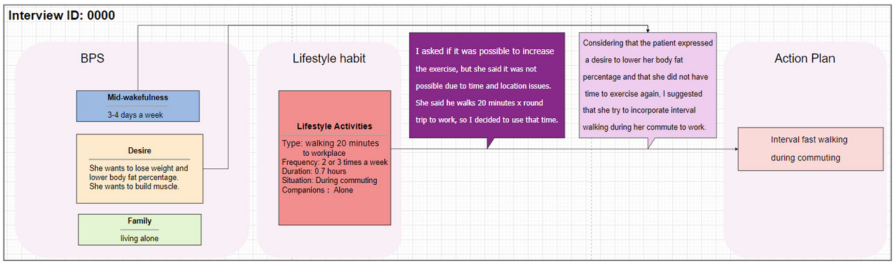 Interview ID: 0000
BPS
Mid-wakefulness
3-4 days a week
Desire
She wants to lose weight and
lower body fat percentage.
She wants to build muscle.
Family
living alone
Lifestyle habit
Lifestyle Activities
Type: walking 20 minutes
to workplace
Frequency: 2 or 3 times a week
Duration: 0.7 hours
Situation: During commuting
Companions : Alone
I asked if it was possible to increase
the exercise, but she said it was not
possible due to time and location issues.
She said he walks 20 minutes x round
trip to work, so I decided to use that time.
Considering that the patient expressed
a desire to lower her body fat
percentage and that she did not have
time to exercise again, I suggested
that she try to incorporate interval
walking during her commute to work.
Action Plan
Interval fast walking
during commuting